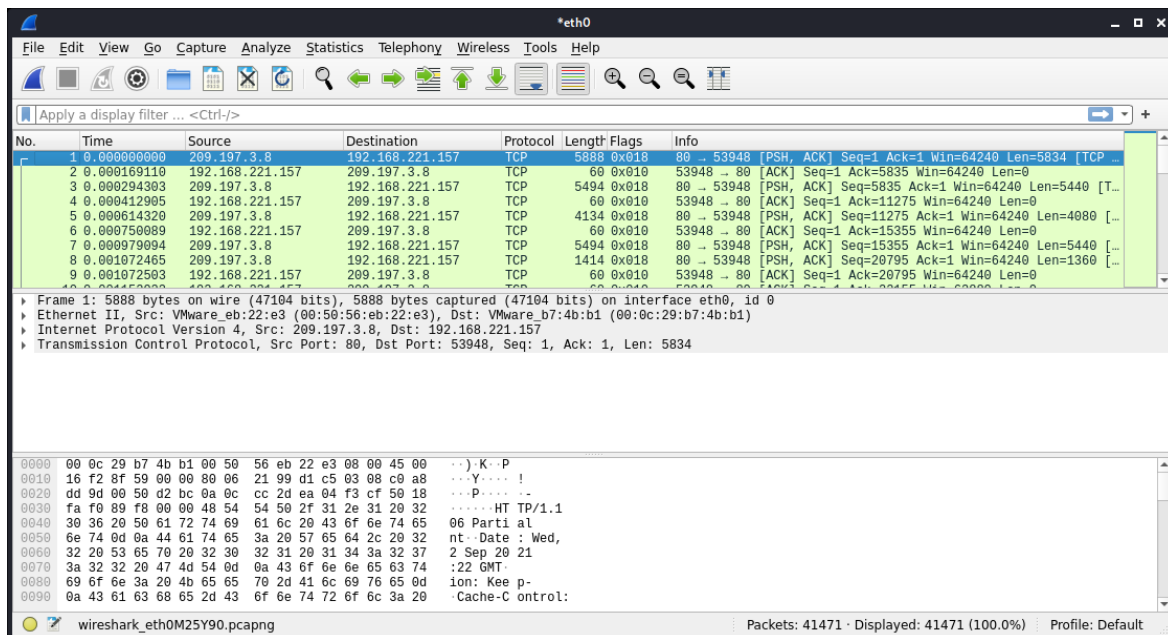 *eth0
File Edit View Go Capture Analyze Statistics Telephony Wireless Tools Help
Apply a display filter ... <Ctrl-/>
No. Time Source Destination Protocol Length Flags Info
1 0.000000000 209.197.3.8 192.168.221.157 TCP 5888 0x018 80 → 53948 [PSH, ACK] Seq=1 Ack=1 Win=64240 Len=5834 [TCP …
2 0.000169110 192.168.221.157 209.197.3.8 TCP 60 0x010 53948 → 80 [ACK] Seq=1 Ack=5835 Win=64240 Len=0
3 0.000294303 209.197.3.8 192.168.221.157 TCP 5494 0x018 80 → 53948 [PSH, ACK] Seq=5835 Ack=1 Win=64240 Len=5440 [T…
4 0.000412905 192.168.221.157 209.197.3.8 TCP 60 0x010 53948 → 80 [ACK] Seq=1 Ack=11275 Win=64240 Len=0
5 0.000614320 209.197.3.8 192.168.221.157 TCP 4134 0x018 80 → 53948 [PSH, ACK] Seq=11275 Ack=1 Win=64240 Len=4080 […
6 0.000750089 192.168.221.157 209.197.3.8 TCP 60 0x010 53948 → 80 [ACK] Seq=1 Ack=15355 Win=64240 Len=0
7 0.000979094 209.197.3.8 192.168.221.157 TCP 5494 0x018 80 → 53948 [PSH, ACK] Seq=15355 Ack=1 Win=64240 Len=5440 […
8 0.001072465 209.197.3.8 192.168.221.157 TCP 1414 0x018 80 → 53948 [PSH, ACK] Seq=20795 Ack=1 Win=64240 Len=1360 […
9 0.001072503 192.168.221.157 209.197.3.8 TCP 60 0x010 53948 → 80 [ACK] Seq=1 Ack=20795 Win=64240 Len=0
Frame 1: 5888 bytes on wire (47104 bits), 5888 bytes captured (47104 bits) on interface eth0, id 0
Ethernet II, Src: VMware_eb:22:e3 (00:50:56:eb:22:e3), Dst: VMware_b7:4b:b1 (00:0c:29:b7:4b:b1)
Internet Protocol Version 4, Src: 209.197.3.8, Dst: 192.168.221.157
Transmission Control Protocol, Src Port: 80, Dst Port: 53948, Seq: 1, Ack: 1, Len: 5834
0000 00 0c 29 b7 4b b1 00 50 56 eb 22 e3 08 00 45 00 ··)·K··P
0010 16 f2 8f 59 00 00 80 06 21 99 d1 c5 03 08 c0 a8 ···Y···· !
0020 dd 9d 00 50 d2 bc 0a 0c cc 2d ea 04 f3 cf 50 18 ···P···· ·-
0030 fa f0 89 f8 00 00 48 54 54 50 2f 31 2e 31 20 32 ······HT TP/1.1
0040 30 36 20 50 61 72 74 69 61 6c 20 43 6f 6e 74 65 06 Parti al
0050 6e 74 0d 0a 44 61 74 65 3a 20 57 65 64 2c 20 32 nt··Date : Wed,
0060 32 20 53 65 70 20 32 30 32 31 20 31 34 3a 32 37 2 Sep 20 21
0070 3a 32 32 20 47 4d 54 0d 0a 43 6f 6e 6e 65 63 74 :22 GMT·
0080 69 6f 6e 3a 20 4b 65 65 70 2d 41 6c 69 76 65 0d ion: Kee p-
0090 0a 43 61 63 68 65 2d 43 6f 6e 74 72 6f 6c 3a 20 ·Cache-C ontrol:
wireshark_eth0M25Y90.pcapng Packets: 41471 · Displayed: 41471 (100.0%) Profile: Default